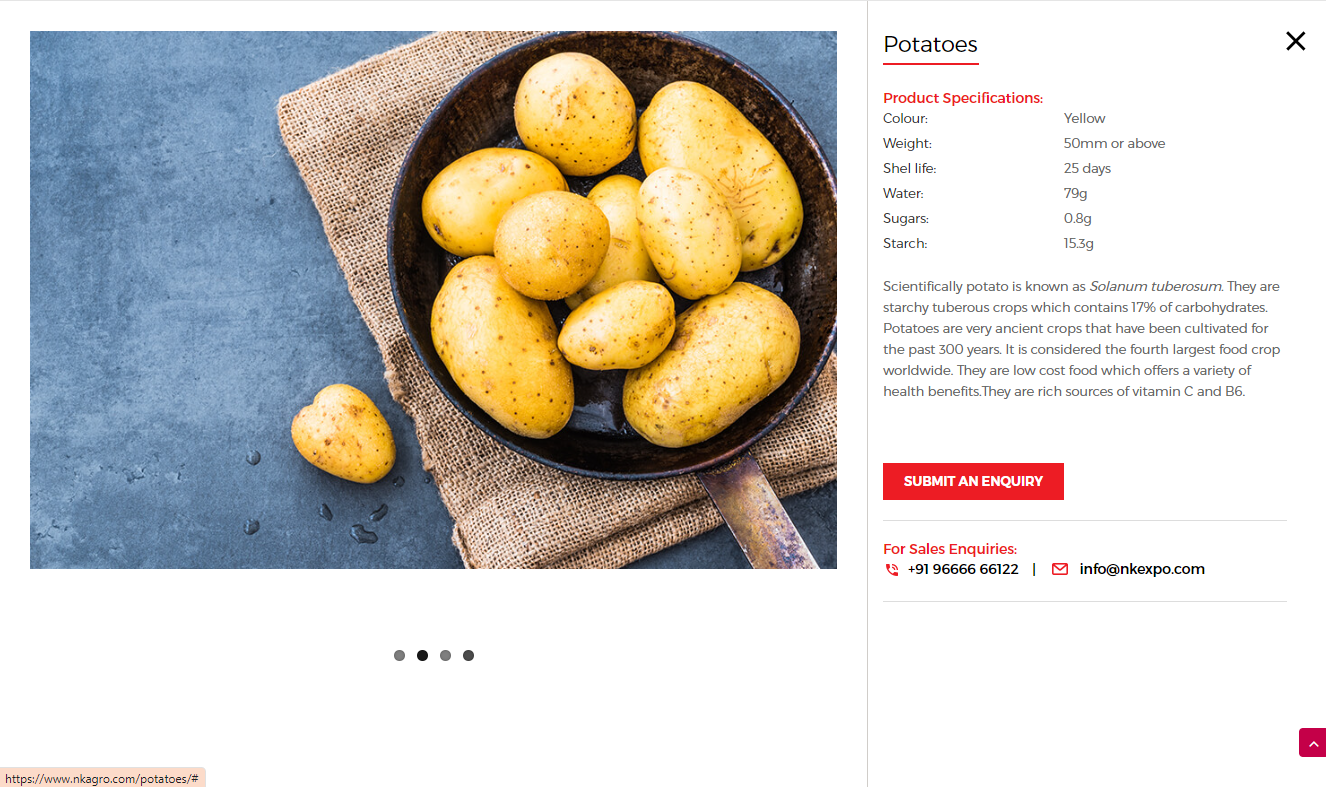 Potatoes
Product Specifications:
Colour: Yellow
Weight: 50mm or above
Shel life: 25 days
Water: 79g
Sugars: 0.8g
Starch: 15.3g
Scientifically potato is known as Solanum tuberosum. They are
starchy tuberous crops which contains 17% of carbohydrates.
Potatoes are very ancient crops that have been cultivated for
the past 300 years. It is considered the fourth largest food crop
worldwide. They are low cost food which offers a variety of
health benefits.They are rich sources of vitamin C and B6.
SUBMIT AN ENQUIRY
For Sales Enquiries:
+91 96666 66122 | info@nkexpo.com
https://www.nkagro.com/potatoes/#